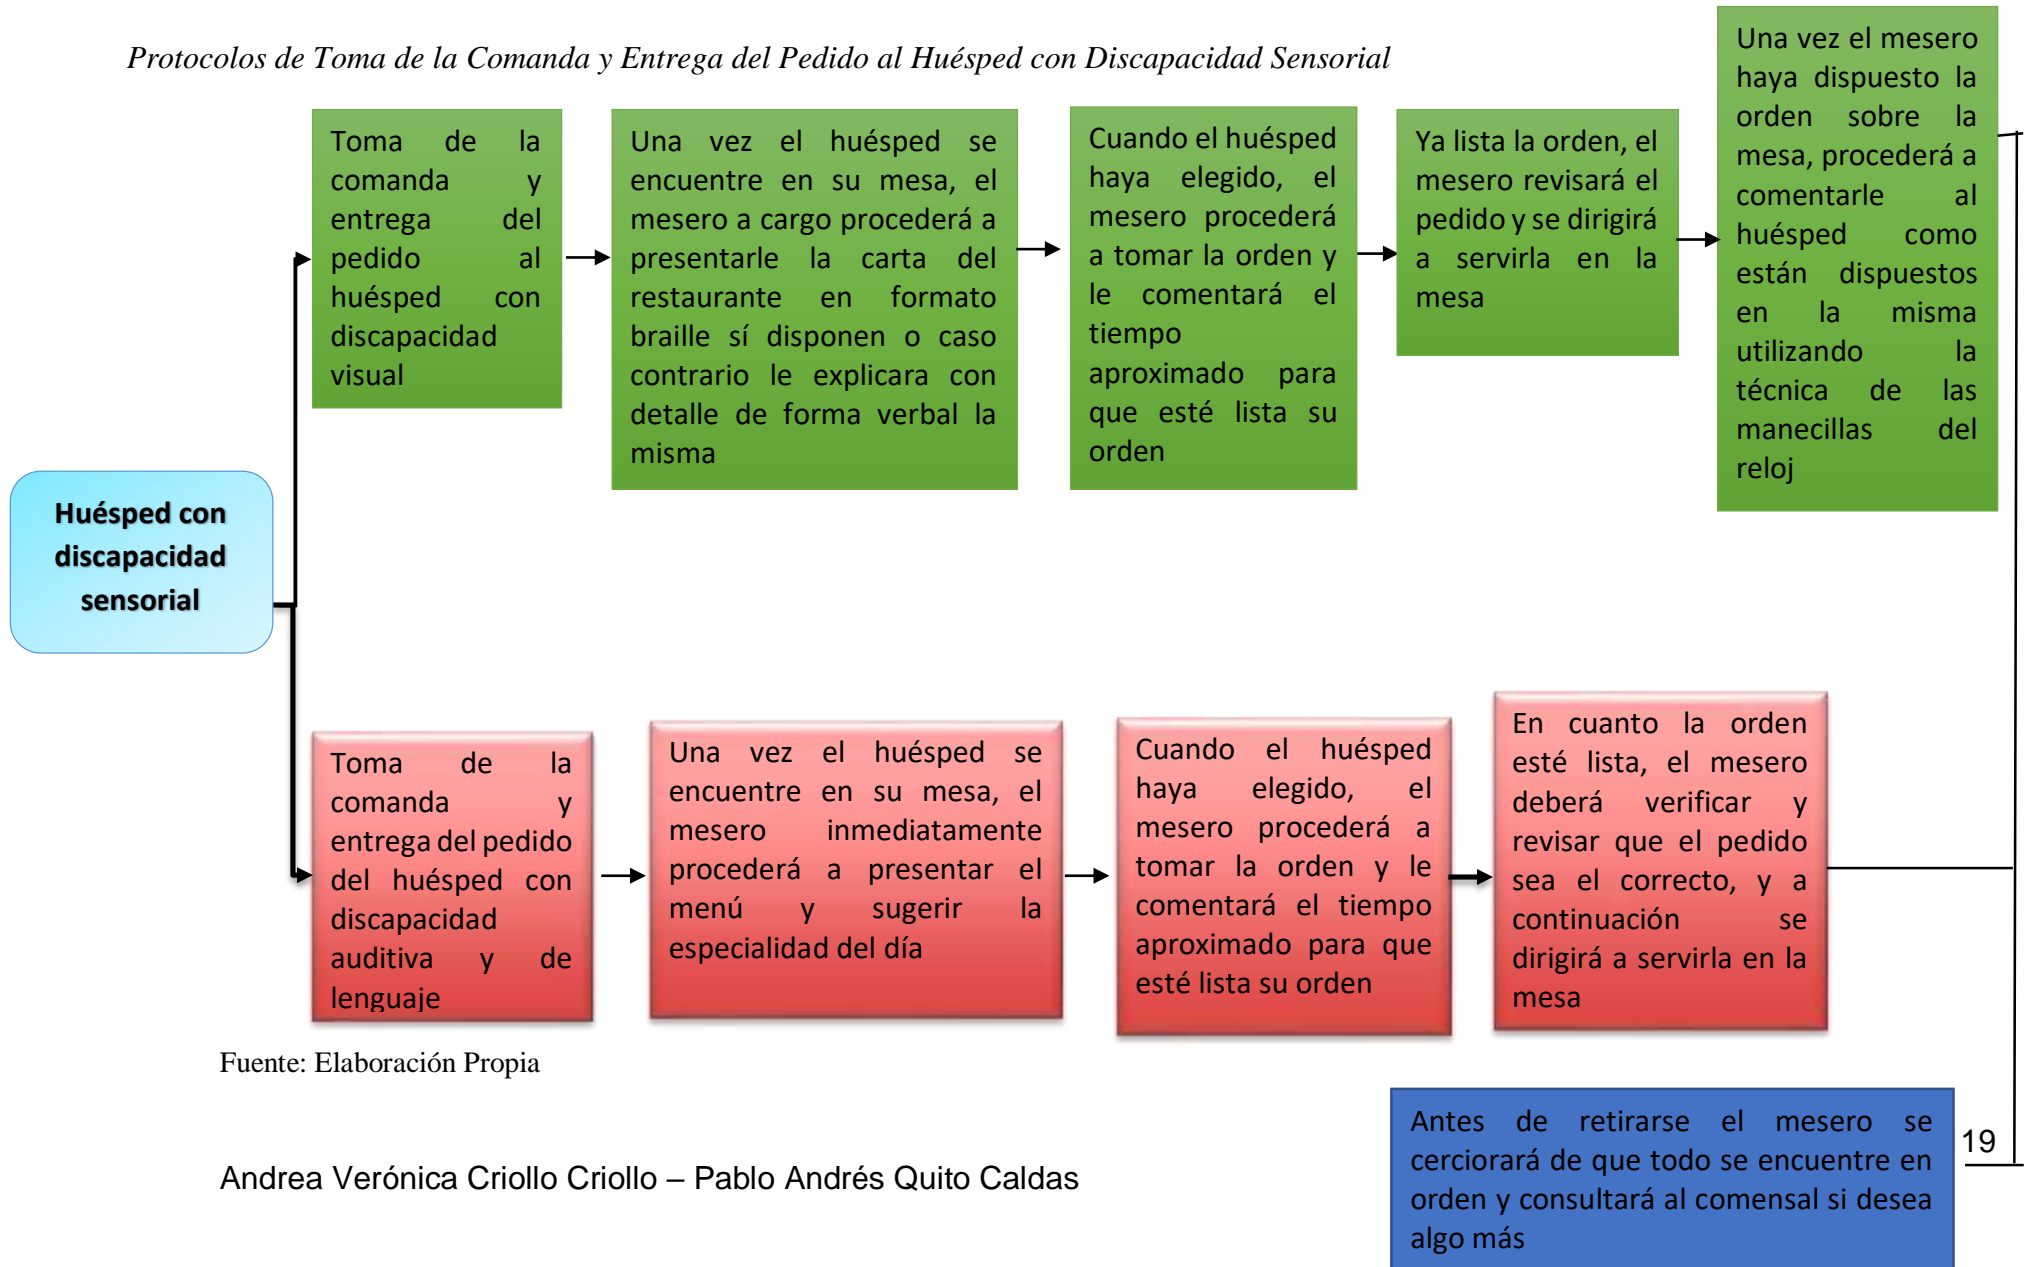 Protocolos de Toma de la Comanda y Entrega del Pedido al Huésped con Discapacidad Sensorial
Huésped con
discapacidad
sensorial
Toma de la
comanda y
entrega del
pedido al
huésped con
discapacidad
visual
Una vez el huésped se
encuentre en su mesa, el
mesero a cargo procederá a
presentarle la carta del
restaurante en formato
braille sí disponen o caso
contrario le explicara con
detalle de forma verbal la
misma
Cuando el huésped
haya elegido, el
mesero procederá
a tomar la orden y
le comentará el
tiempo
aproximado para
que esté lista su
orden
Ya lista la orden, el
mesero revisará el
pedido y se dirigirá
a servirla en la
mesa
Una vez el mesero
haya dispuesto la
orden sobre la
mesa, procederá a
comentarle al
huésped como
están dispuestos
en la misma
utilizando la
técnica de las
manecillas del
reloj
Toma de la
comanda y
entrega del pedido
del huésped con
discapacidad
auditiva y de
lenguaje
Una vez el huésped se
encuentre en su mesa, el
mesero inmediatamente
procederá a presentar el
menú y sugerir la
especialidad del día
Cuando el huésped
haya elegido, el
mesero procederá a
tomar la orden y le
comentará el tiempo
aproximado para que
esté lista su orden
En cuanto la orden
esté lista, el mesero
deberá verificar y
revisar que el pedido
sea el correcto, y a
continuación se
dirigirá a servirla en la
mesa
Fuente: Elaboración Propia
Antes de retirarse el mesero se
cerciorará de que todo se encuentre en
orden y consultará al comensal si desea
algo más
Andrea Verónica Criollo Criollo – Pablo Andrés Quito Caldas
19